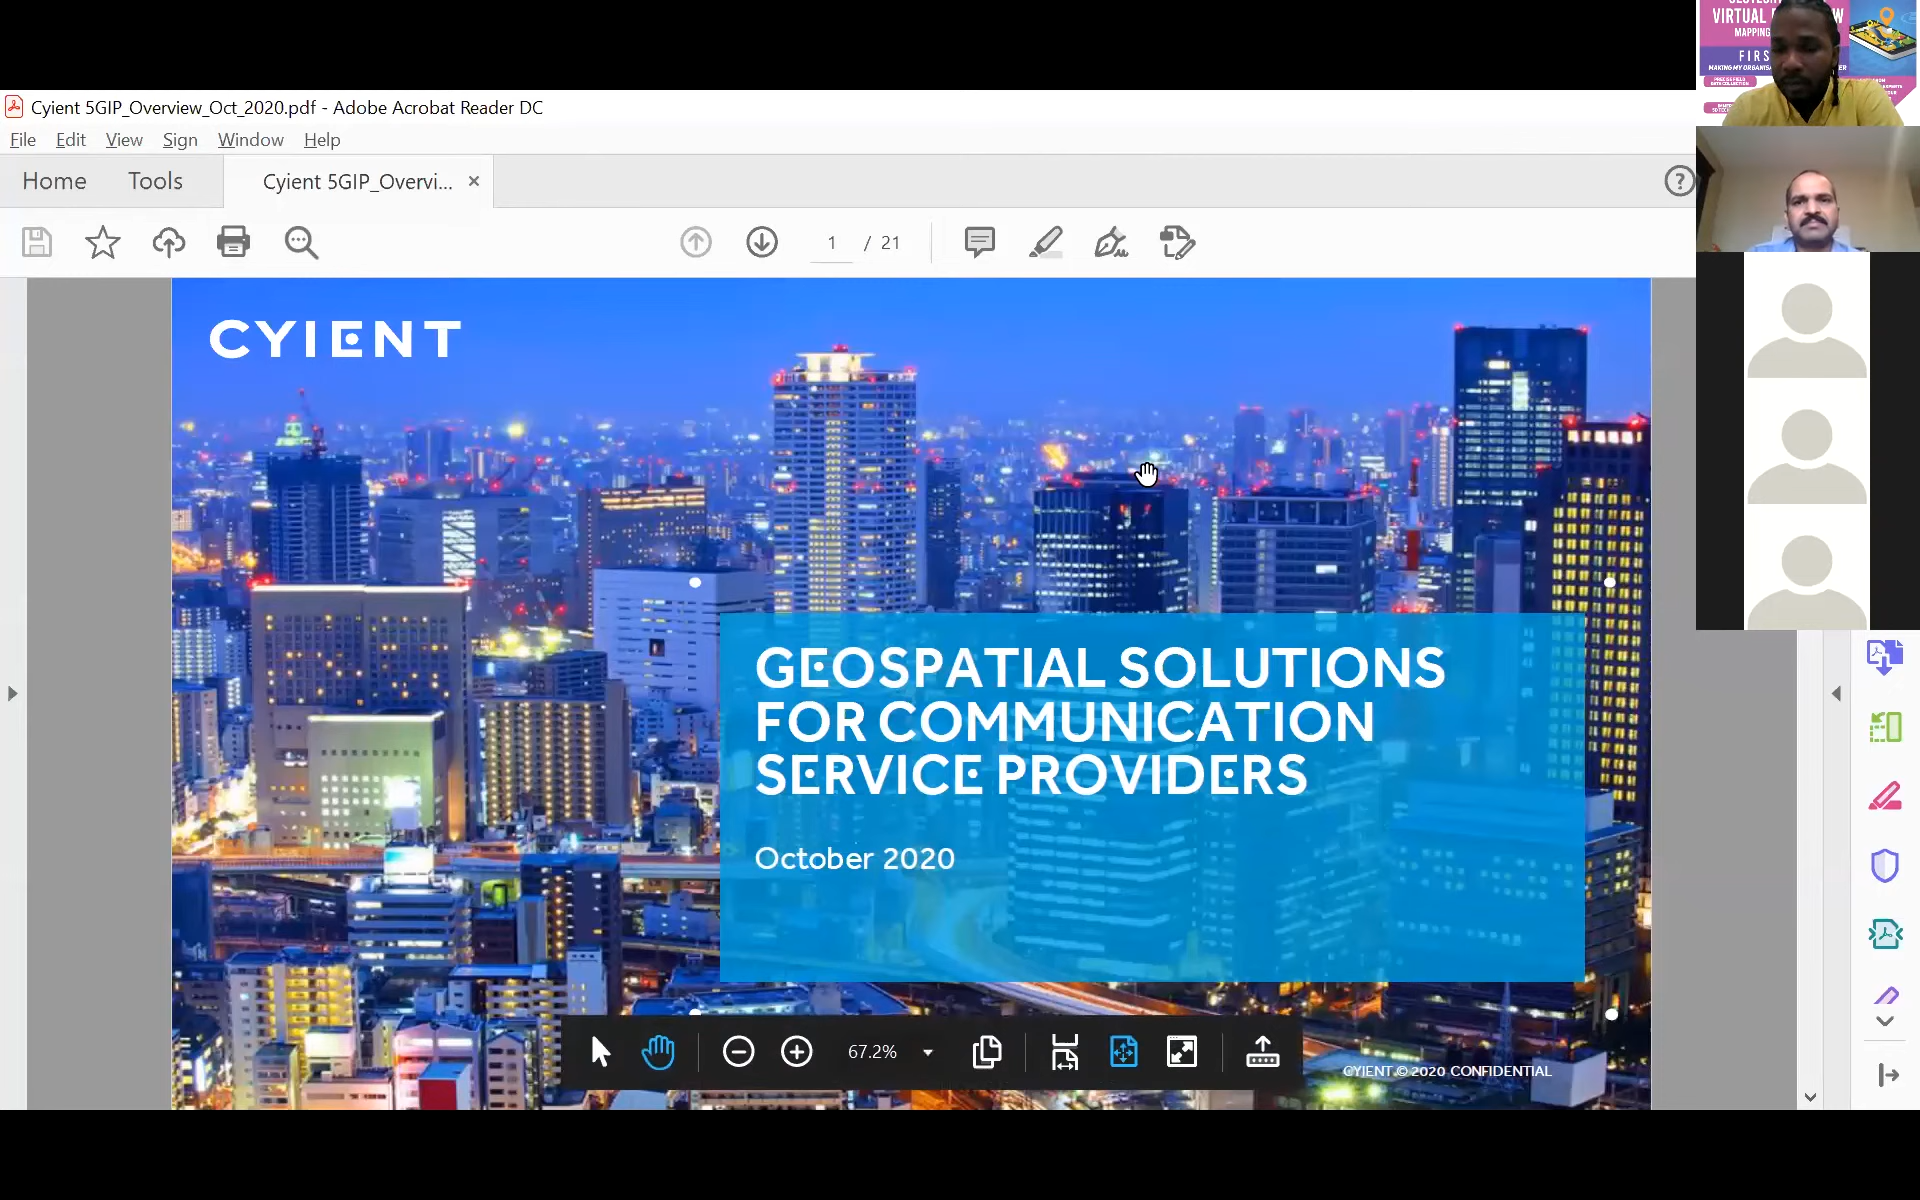 VIRTUAL
MAPPING
FIRS
Cyient 5GIP_Overview_Oct_2020.pdf - Adobe Acrobat Reader DC
File Edit View Sign Window Help
Home Tools Cyient 5GIP_Overvi... ×
1 / 21
CYIENT
GEOSPATIAL SOLUTIONS
FOR COMMUNICATION
SERVICE PROVIDERS
October 2020
67.2%
CYIENT © 2020 CONFIDENTIAL